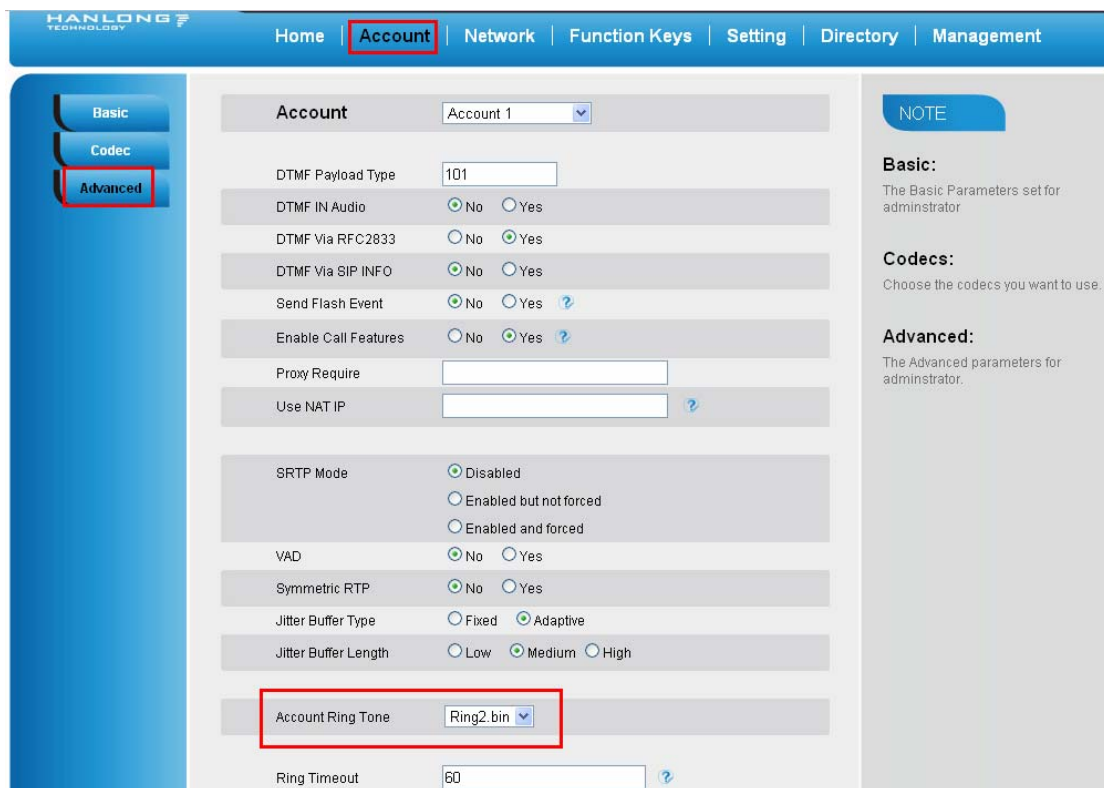 HANLONG
TECHNOLOGY
Home | Account | Network | Function Keys | Setting | Directory | Management
Basic
Codec
Advanced
Account Account 1
DTMF Payload Type 101
DTMF IN Audio No Yes
DTMF Via RFC2833 No Yes
DTMF Via SIP INFO No Yes
Send Flash Event No Yes ?
Enable Call Features No Yes ?
Proxy Require
Use NAT IP ?
SRTP Mode Disabled
Enabled but not forced
Enabled and forced
VAD No Yes
Symmetric RTP No Yes
Jitter Buffer Type Fixed Adaptive
Jitter Buffer Length Low Medium High
Account Ring Tone Ring2.bin
Ring Timeout 60 ?
NOTE
Basic:
The Basic Parameters set for
adminstrator
Codecs:
Choose the codecs you want to use.
Advanced:
The Advanced parameters for
adminstrator.